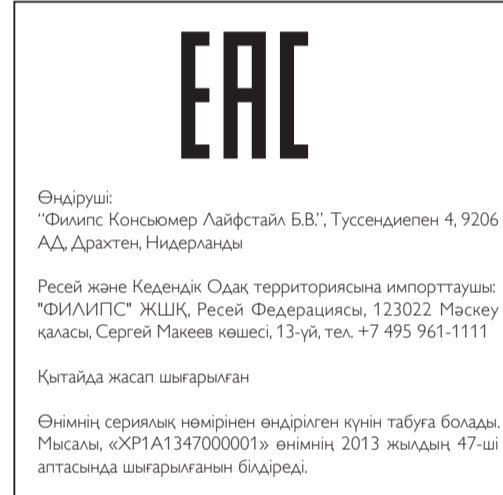 EAC
Өндіруші:
“Филипс Консьюмер Лайфстайл Б.В.”, Туссендиепен 4, 9206
АД, Драхтен, Нидерланды
Ресей және Кедендік Одақ территориясына импорттаушы:
"ФИЛИПС" ЖШҚ, Ресей Федерациясы, 123022 Мәскеу
қаласы, Сергей Макеев көшесі, 13-үй, тел. +7 495 961-1111
Қытайда жасап шығарылған
Өнімнің сериялық нөмірінен өндірілген күнін табуға болады.
Мысалы, «XP1A1347000001» өнімнің 2013 жылдың 47-ші
аптасында шығарылғанын білдіреді.